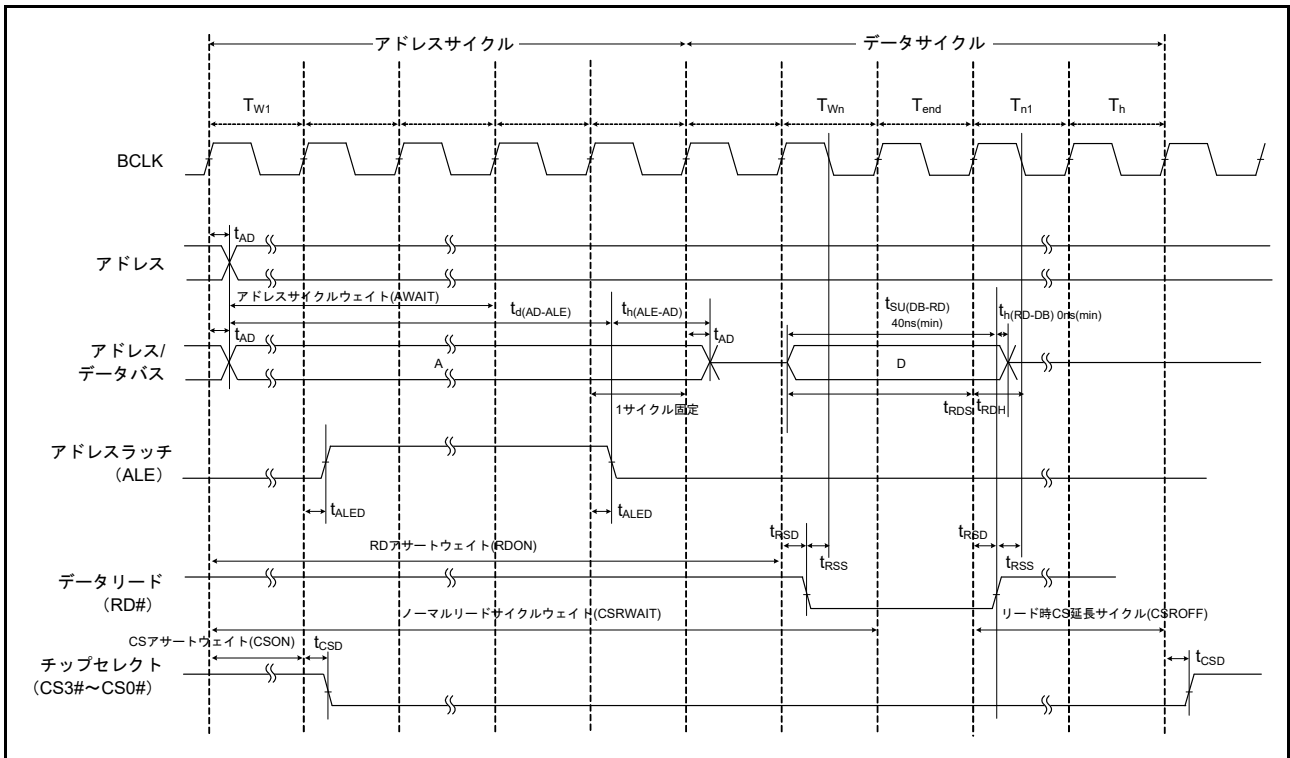 アドレスサイクル
データサイクル
TW1
TWn
Tend
Tn1
Th
BCLK
tAD
アドレス
アドレスサイクルウェイト(AWAIT)
td(AD-ALE)
th(ALE-AD)
tSU(DB-RD)
40ns(min)
th(RD-DB) 0ns(min)
tAD
tAD
アドレス/
データバス
A
D
1サイクル固定
tRDS
tRDH
アドレスラッチ
(ALE)
tALED
tALED
RDアサートウェイト(RDON)
tRSD
tRSS
tRSD
tRSS
データリード
(RD#)
ノーマルリードサイクルウェイト(CSRWAIT)
リード時CS延長サイクル(CSROFF)
CSアサートウェイト(CSON)
tCSD
tCSD
チップセレクト
(CS3#~CS0#)